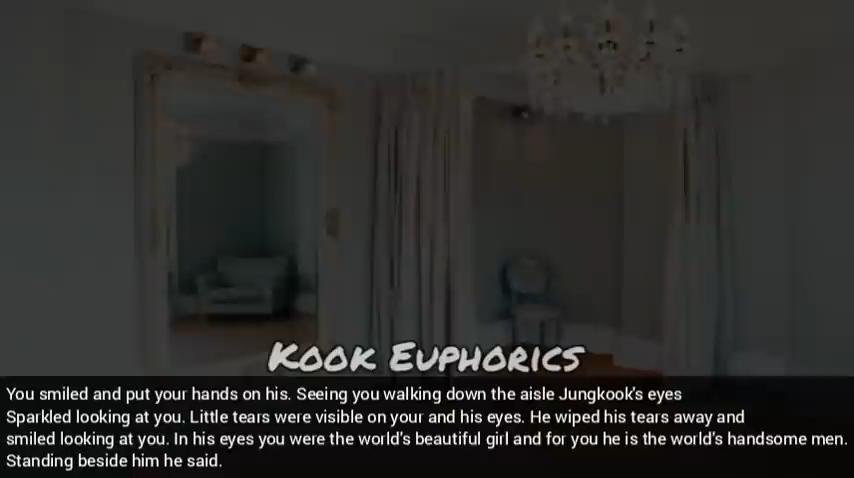 Kook Euphorics
You smiled and put your hands on his. Seeing you walking down the aisle Jungkook's eyes
Sparkled looking at you. Little tears were visible on your and his eyes. He wiped his tears away and
smiled looking at you. In his eyes you were the world's beautiful girl and for you he is the world's handsome men.
Standing beside him he said.